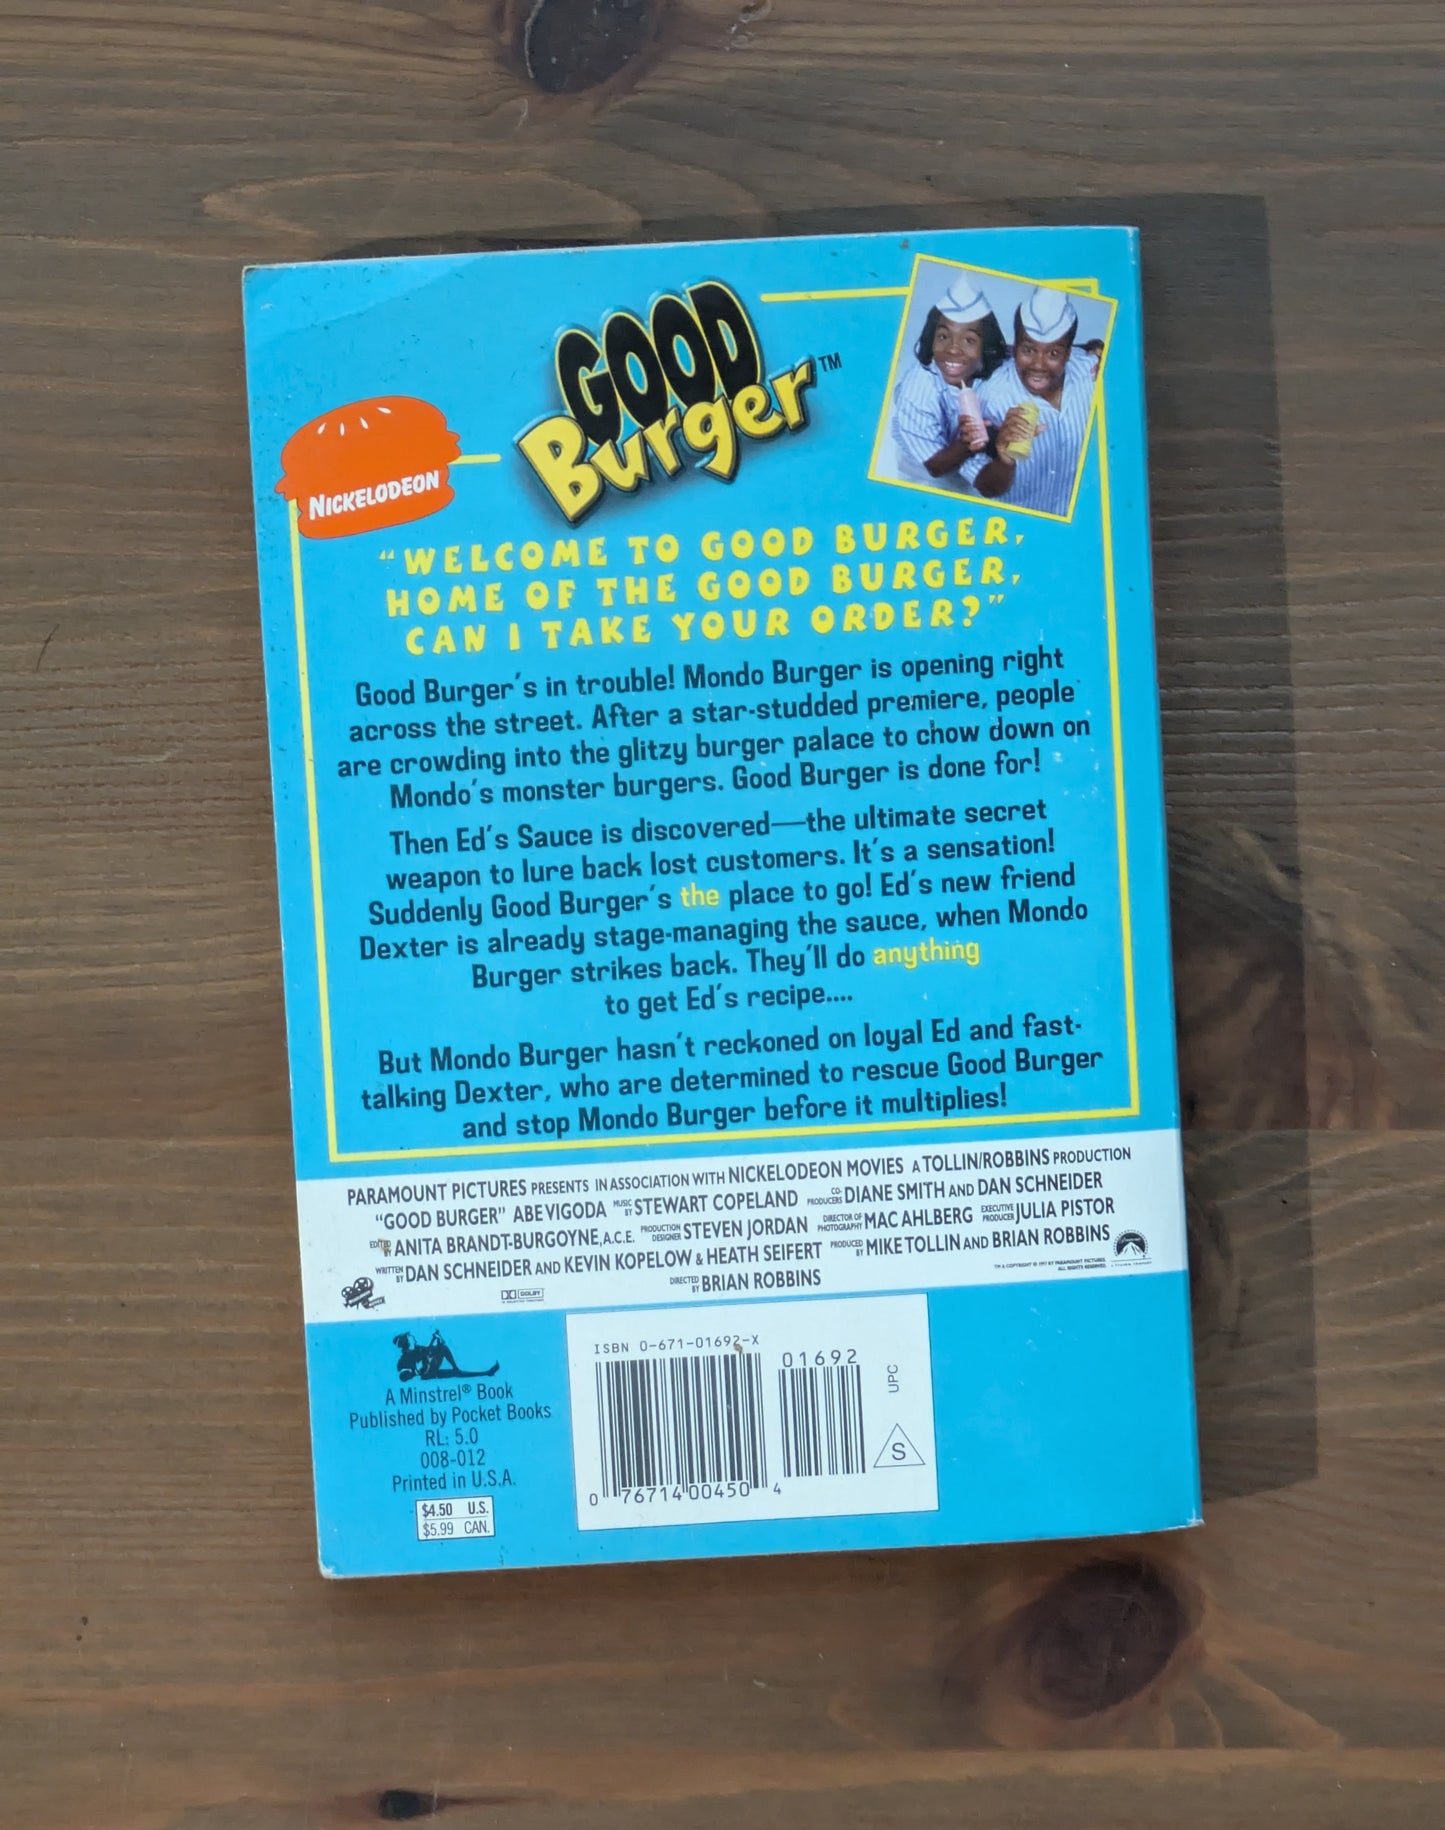 GOOD
Burger™
NICKELODEON
"WELCOME TO GOOD BURGER,
HOME OF THE GOOD BURGER,
CAN I TAKE YOUR ORDER?"
Good Burger's in trouble! Mondo Burger is opening right
across the street. After a star-studded premiere, people
are crowding into the glitzy burger palace to chow down on
Mondo's monster burgers. Good Burger is done for!
Then Ed's Sauce is discovered—the ultimate secret
weapon to lure back lost customers. It's a sensation!
Suddenly Good Burger's the place to go! Ed's new friend
Dexter is already stage-managing the sauce, when Mondo
Burger strikes back. They'll do anything
to get Ed's recipe....
But Mondo Burger hasn't reckoned on loyal Ed and fast-
talking Dexter, who are determined to rescue Good Burger
and stop Mondo Burger before it multiplies!
PARAMOUNT PICTURES PRESENTS IN ASSOCIATION WITH NICKELODEON MOVIES A TOLLIN/ROBBINS PRODUCTION
"GOOD BURGER" ABE VIGODA MUSIC BY STEWART COPELAND CO-PRODUCERS DIANE SMITH AND DAN SCHNEIDER
EDITED BY ANITA BRANDT-BURGOYNE, A.C.E. PRODUCTION DESIGNER STEVEN JORDAN DIRECTOR OF PHOTOGRAPHY MAC AHLBERG EXECUTIVE PRODUCER JULIA PISTOR
WRITTEN BY DAN SCHNEIDER AND KEVIN KOPELOW & HEATH SEIFERT PRODUCED BY MIKE TOLLIN AND BRIAN ROBBINS
DOLBY DIRECTED BY BRIAN ROBBINS TM & COPYRIGHT © 1997 BY PARAMOUNT PICTURES. ALL RIGHTS RESERVED.
A Minstrel® Book
Published by Pocket Books
RL: 5.0
008-012
Printed in U.S.A.
$4.50 U.S.
$5.99 CAN.
ISBN 0-671-01692-X
01692
UPC
S
0 76714 00450 4